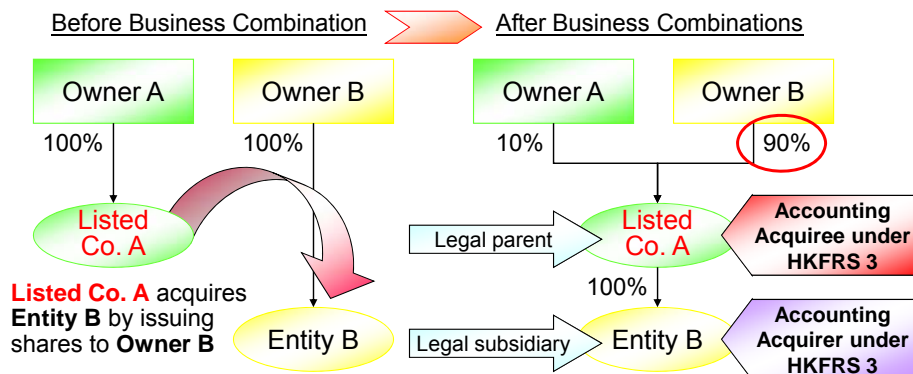 Before Business Combination
After Business Combinations
Owner A
Owner B
100%
100%
Listed
Co. A
Listed Co. A acquires
Entity B by issuing
shares to Owner B
Entity B
Owner A
Owner B
10%
90%
Legal parent
Listed
Co. A
Accounting
Acquiree under
HKFRS 3
100%
Legal subsidiary
Entity B
Accounting
Acquirer under
HKFRS 3